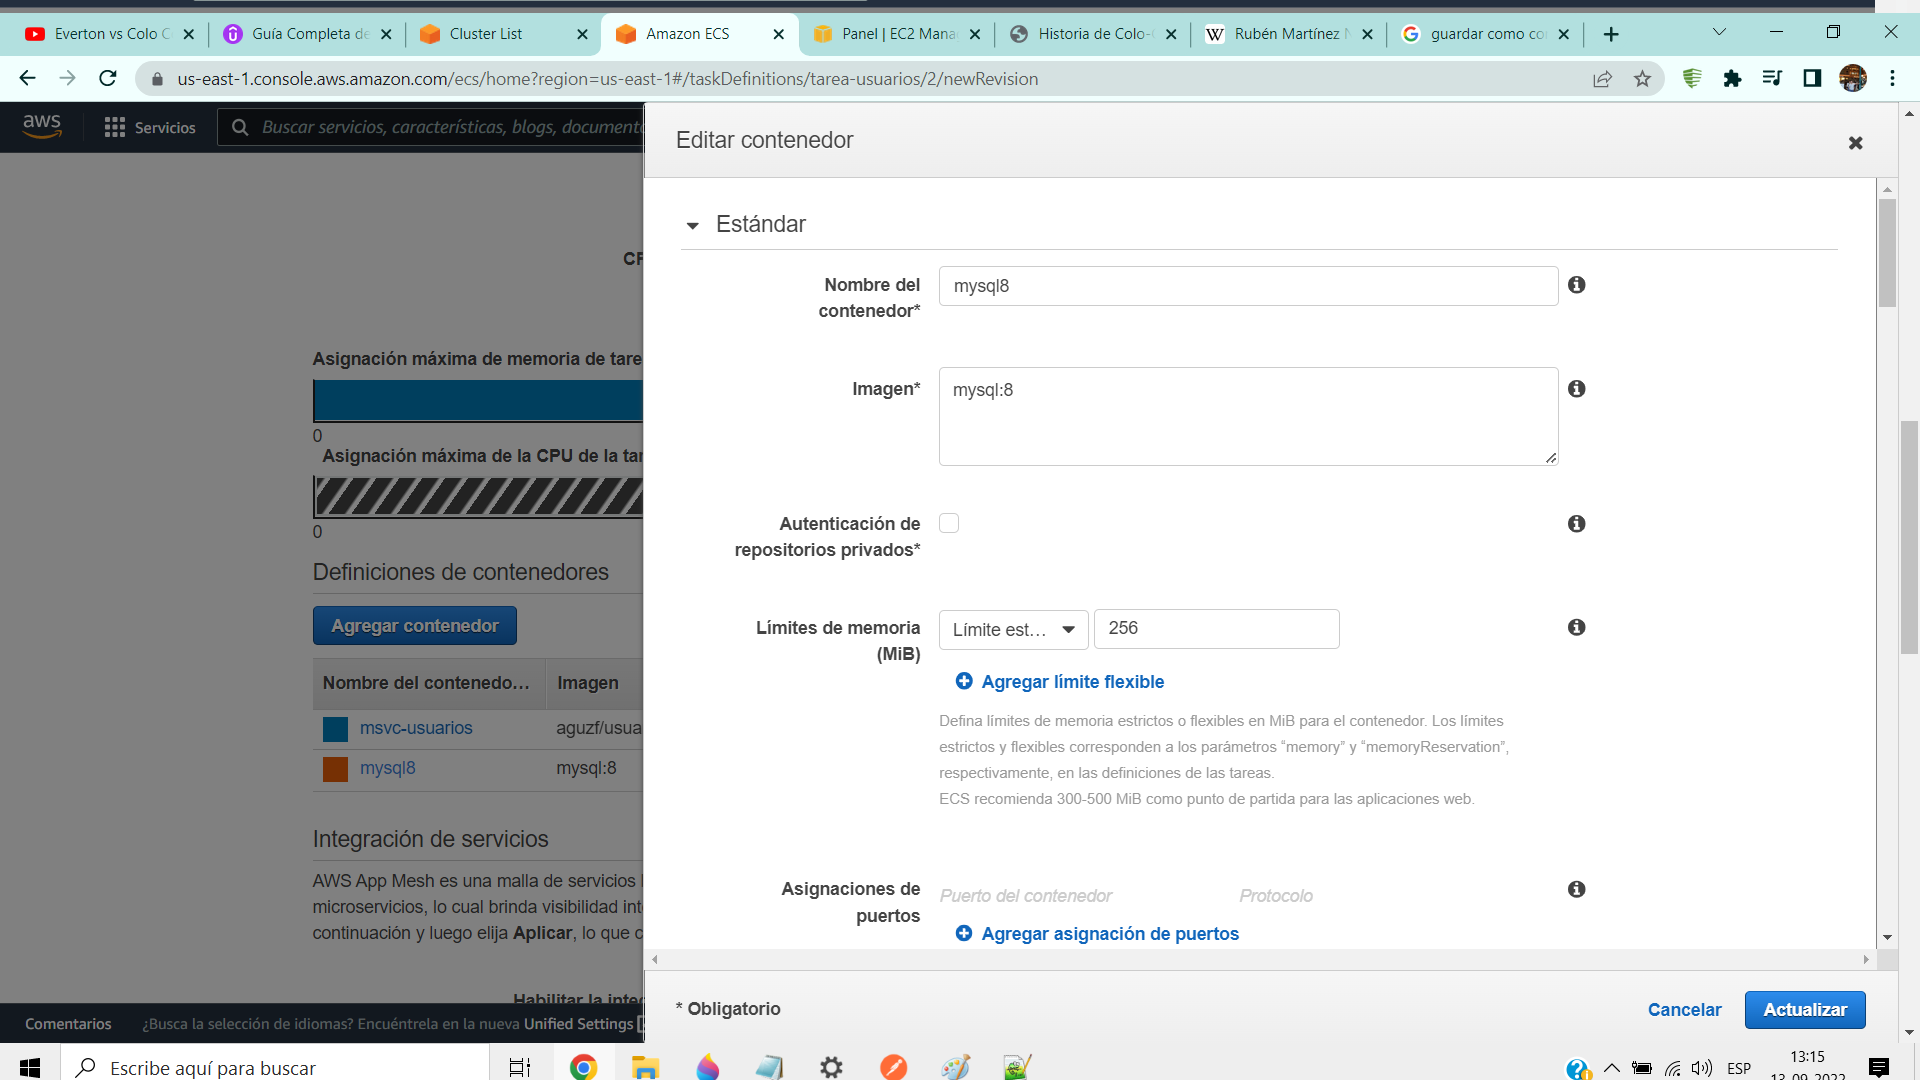 Everton vs Colo C
Guía Completa de
Cluster List
Amazon ECS
Panel | EC2 Mana
Historia de Colo-
Rubén Martínez
guardar como co
us-east-1.console.aws.amazon.com/ecs/home?region=us-east-1#/taskDefinitions/tarea-usuarios/2/newRevision
aws
Servicios
Buscar servicios, características, blogs, documento
Editar contenedor
Estándar
Nombre del contenedor*
mysql8
Imagen*
mysql:8
Autenticación de repositorios privados*
Límites de memoria (MiB)
Límite est...
256
Agregar límite flexible
Defina límites de memoria estrictos o flexibles en MiB para el contenedor. Los límites
estrictos y flexibles corresponden a los parámetros “memory” y “memoryReservation”,
respectivamente, en las definiciones de las tareas.
ECS recomienda 300-500 MiB como punto de partida para las aplicaciones web.
Asignaciones de puertos
Puerto del contenedor
Protocolo
Agregar asignación de puertos
* Obligatorio
Cancelar
Actualizar
Asignación máxima de memoria de tare
0
Asignación máxima de la CPU de la tar
0
Definiciones de contenedores
Agregar contenedor
Nombre del contenedo...
Imagen
msvc-usuarios
aguzf/usua
mysql8
mysql:8
Integración de servicios
AWS App Mesh es una malla de servicios
microservicios, lo cual brinda visibilidad int
continuación y luego elija Aplicar, lo que c
Habilitar la inte
Comentarios
¿Busca la selección de idiomas? Encuéntrela en la nueva Unified Settings
Escribe aquí para buscar
ESP
13:15
13-09-2022